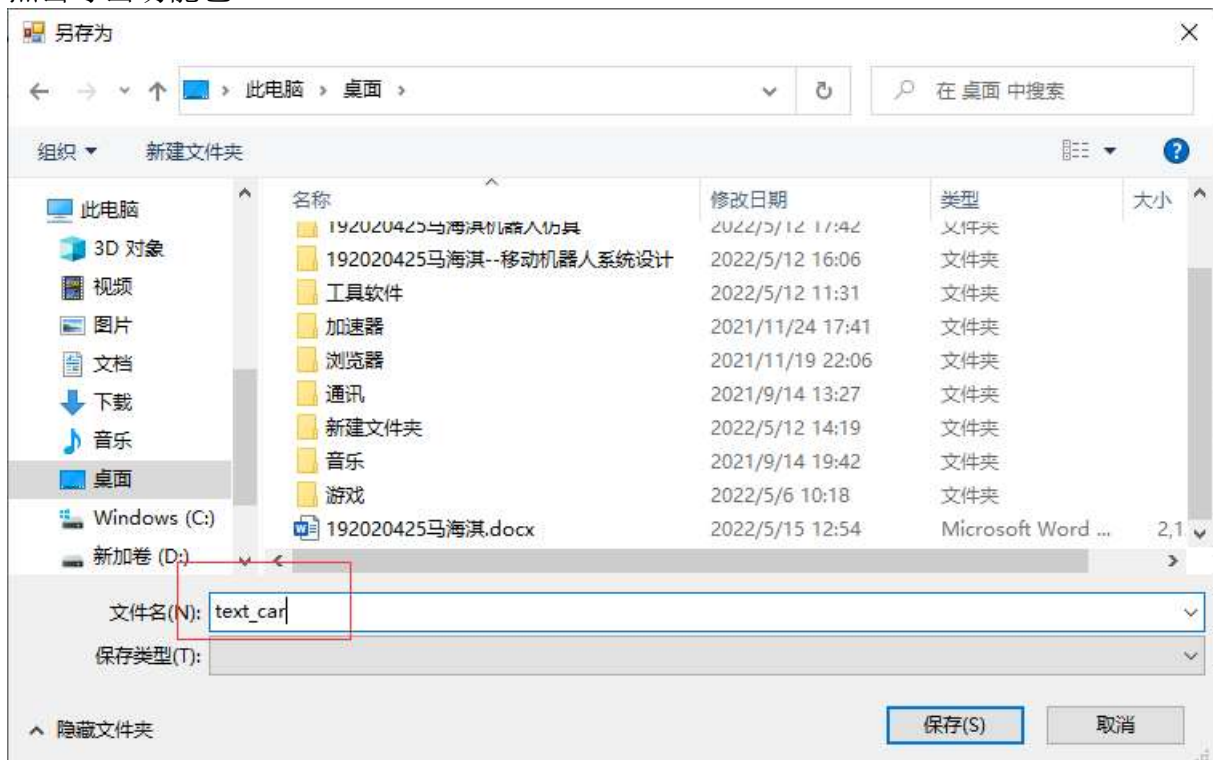 另存为
此电脑 › 桌面 ›
在 桌面 中搜索
组织
新建文件夹
名称 修改日期 类型 大小
此电脑
3D 对象
视频
图片
文档
下载
音乐
桌面
Windows (C:)
新加卷 (D:)
192020425马海淇机器人仿真 2022/5/12 17:42 文件夹
192020425马海淇--移动机器人系统设计 2022/5/12 16:06 文件夹
工具软件 2022/5/12 11:31 文件夹
加速器 2021/11/24 17:41 文件夹
浏览器 2021/11/19 22:06 文件夹
通讯 2021/9/14 13:27 文件夹
新建文件夹 2022/5/12 14:19 文件夹
音乐 2021/9/14 19:42 文件夹
游戏 2022/5/6 10:18 文件夹
192020425马海淇.docx 2022/5/15 12:54 Microsoft Word ... 2,1
文件名(N): text_car
保存类型(T):
隐藏文件夹
保存(S)
取消